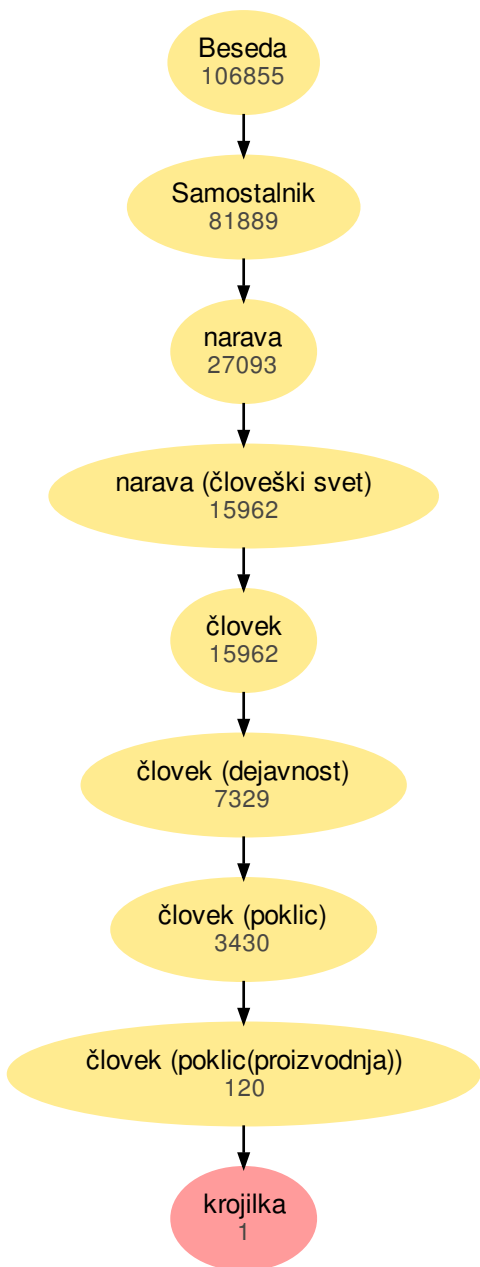 Beseda
106855
Samostalnik
81889
narava
27093
narava (človeški svet)
15962
človek
15962
človek (dejavnost)
7329
človek (poklic)
3430
človek (poklic(proizvodnja))
120
krojilka
1